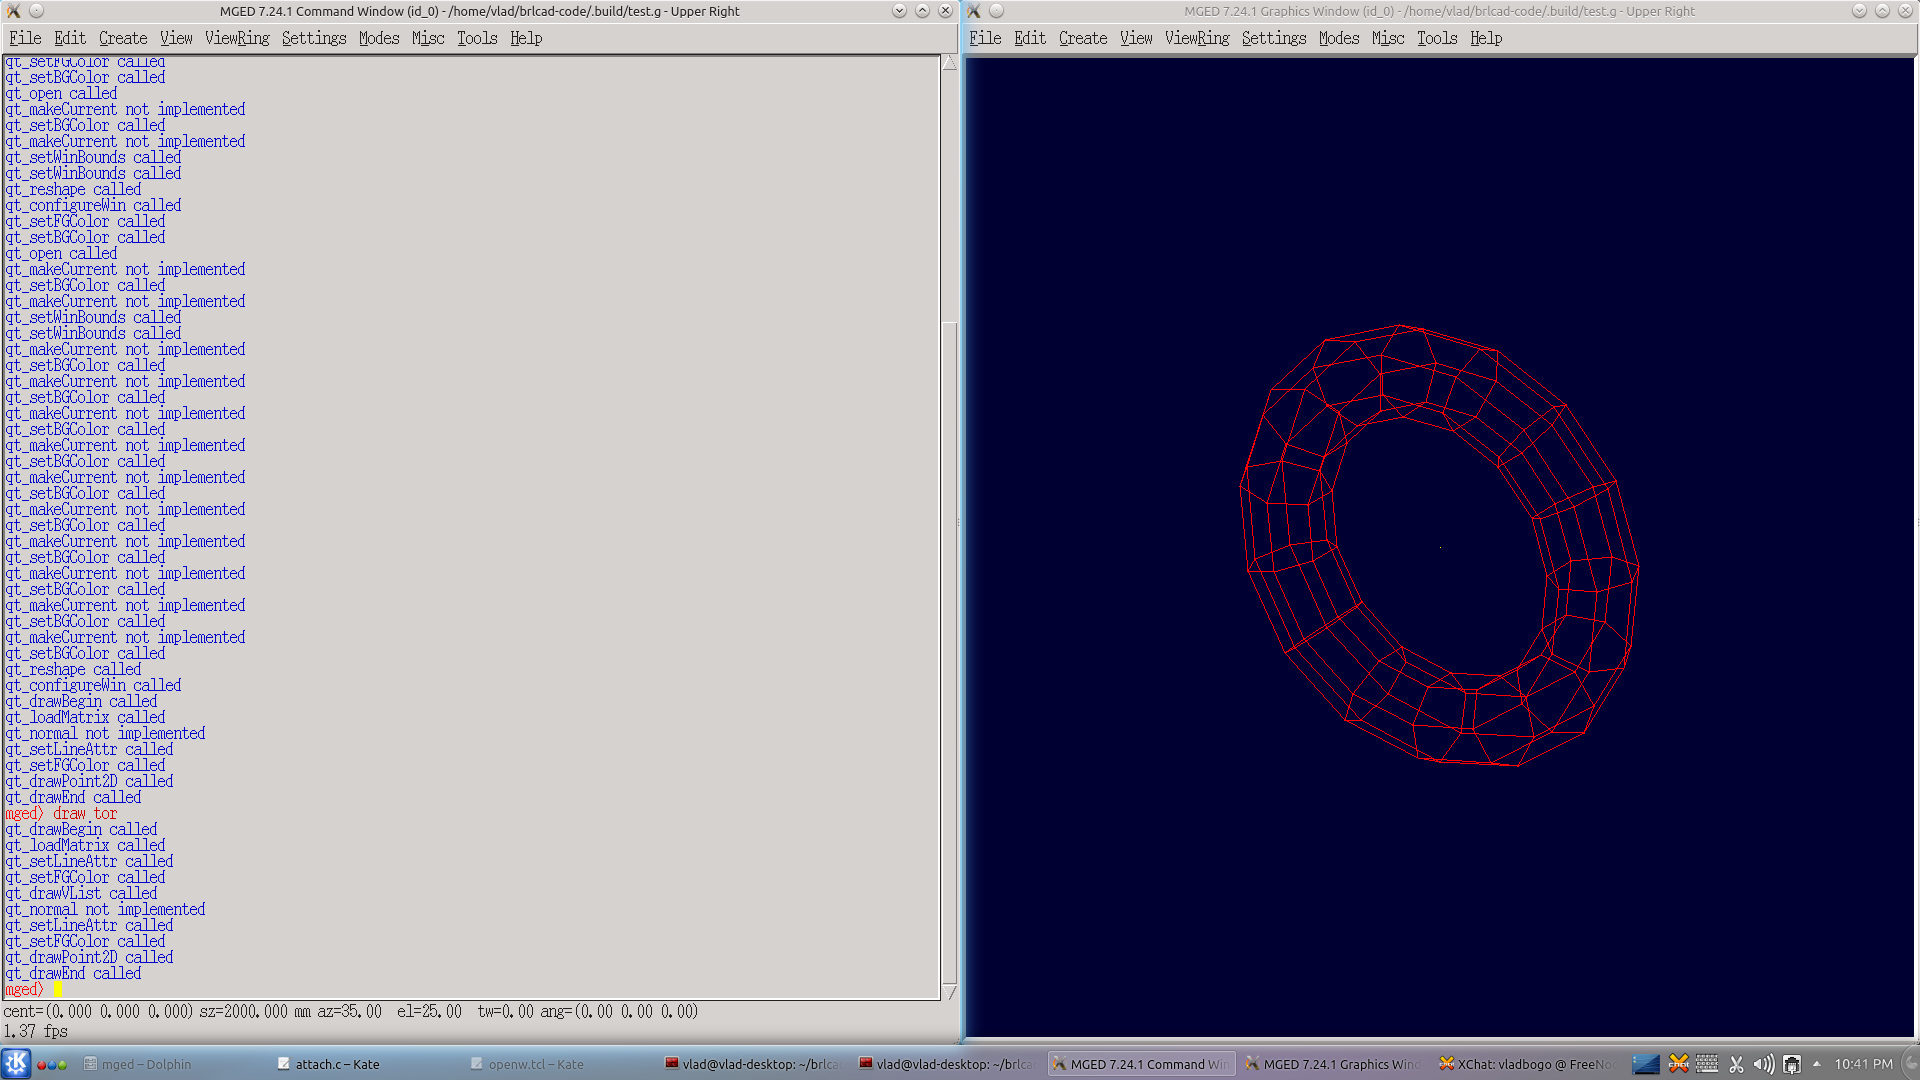 MGED 7.24.1 Command Window (id_0) - /home/vlad/brlcad-code/.build/test.g - Upper Right
File Edit Create View ViewRing Settings Modes Misc Tools Help
qt_setFGColor called
qt_setBGColor called
qt_open called
qt_makeCurrent not implemented
qt_setBGColor called
qt_makeCurrent not implemented
qt_setWinBounds called
qt_setWinBounds called
qt_reshape called
qt_configureWin called
qt_setFGColor called
qt_setBGColor called
qt_open called
qt_makeCurrent not implemented
qt_setBGColor called
qt_makeCurrent not implemented
qt_setWinBounds called
qt_setWinBounds called
qt_makeCurrent not implemented
qt_setBGColor called
qt_makeCurrent not implemented
qt_setBGColor called
qt_makeCurrent not implemented
qt_setBGColor called
qt_makeCurrent not implemented
qt_setBGColor called
qt_makeCurrent not implemented
qt_setBGColor called
qt_makeCurrent not implemented
qt_setBGColor called
qt_makeCurrent not implemented
qt_setBGColor called
qt_makeCurrent not implemented
qt_setBGColor called
qt_makeCurrent not implemented
qt_setBGColor called
qt_makeCurrent not implemented
qt_setBGColor called
qt_reshape called
qt_configureWin called
qt_drawBegin called
qt_loadMatrix called
qt_normal not implemented
qt_setLineAttr called
qt_setFGColor called
qt_drawPoint2D called
qt_drawEnd called
mged> draw tor
qt_drawBegin called
qt_loadMatrix called
qt_setLineAttr called
qt_setFGColor called
qt_drawVList called
qt_normal not implemented
qt_setLineAttr called
qt_setFGColor called
qt_drawPoint2D called
qt_drawEnd called
mged>
cent=(0.000 0.000 0.000) sz=2000.000 mm az=35.00 el=25.00 tw=0.00 ang=(0.00 0.00 0.00)
1.37 fps
MGED 7.24.1 Graphics Window (id_0) - /home/vlad/brlcad-code/.build/test.g - Upper Right
File Edit Create View ViewRing Settings Modes Misc Tools Help
mged – Dolphin
attach.c – Kate
openw.tcl – Kate
vlad@vlad-desktop: ~/brlca
vlad@vlad-desktop: ~/brlca
MGED 7.24.1 Command Win
MGED 7.24.1 Graphics Wind
XChat: vladbogo @ FreeNo
10:41 PM